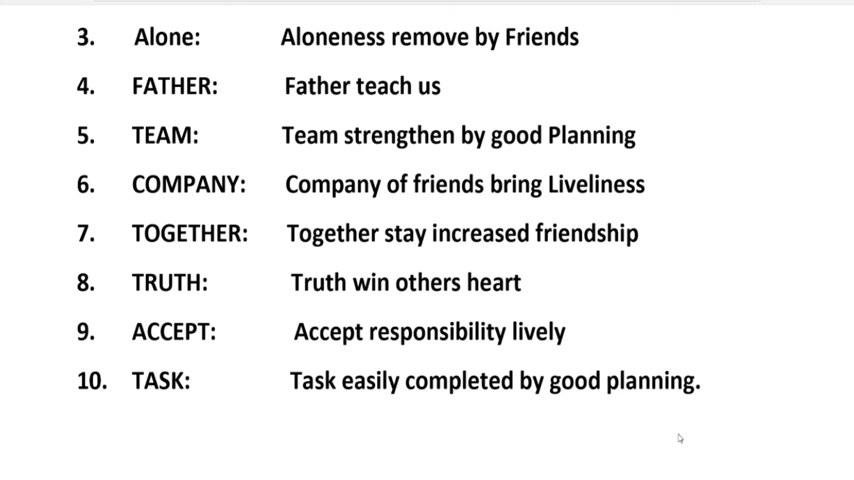 3. Alone: Aloneness remove by Friends
4. FATHER: Father teach us
5. TEAM: Team strengthen by good Planning
6. COMPANY: Company of friends bring Liveliness
7. TOGETHER: Together stay increased friendship
8. TRUTH: Truth win others heart
9. ACCEPT: Accept responsibility lively
10. TASK: Task easily completed by good planning.